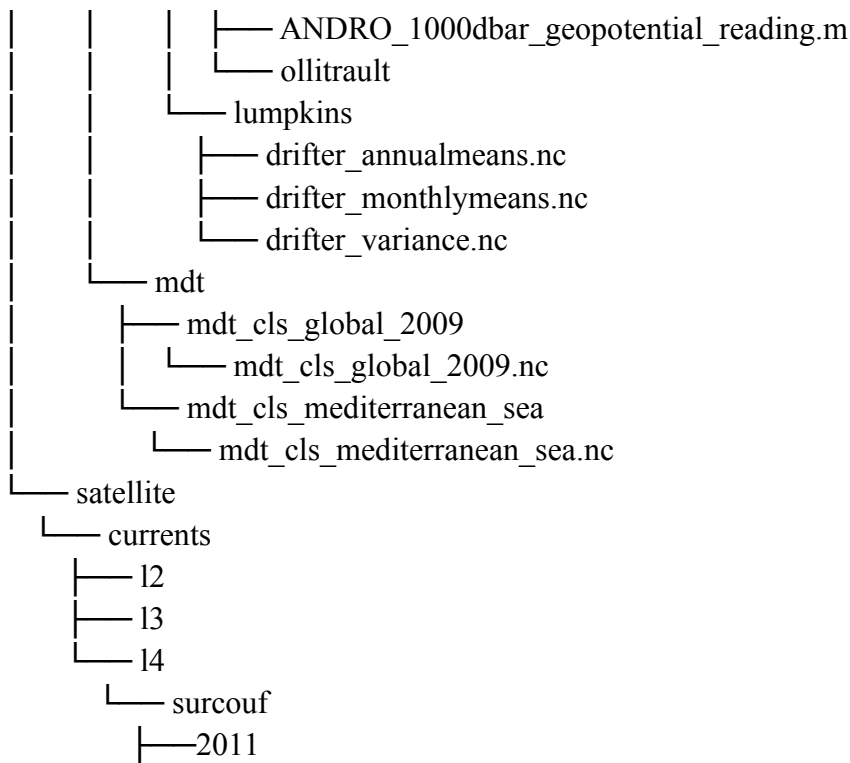 ANDRO_1000dbar_geopotential_reading.m
ollitrault
lumpkins
drifter_annualmeans.nc
drifter_monthlymeans.nc
drifter_variance.nc
mdt
mdt_cls_global_2009
mdt_cls_global_2009.nc
mdt_cls_mediterranean_sea
mdt_cls_mediterranean_sea.nc
satellite
currents
l2
l3
l4
surcouf
2011